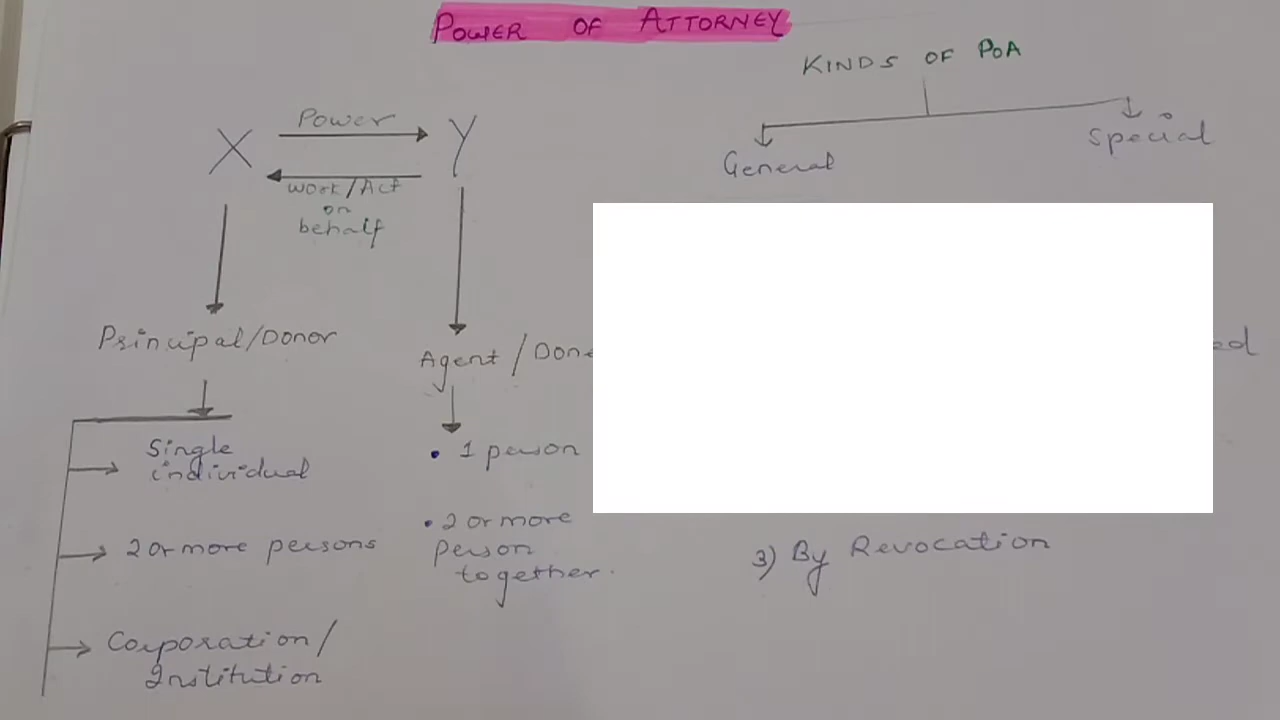 POWER OF ATTORNEY
KINDS OF POA
General
Special
X
Power
Y
Work/Act
on
behalf
Principal/Donor
Agent/
Single
individual
2 or more persons
Corporation/
Institution
• 1 person
• 2 or more
person
together.
3) By Revocation